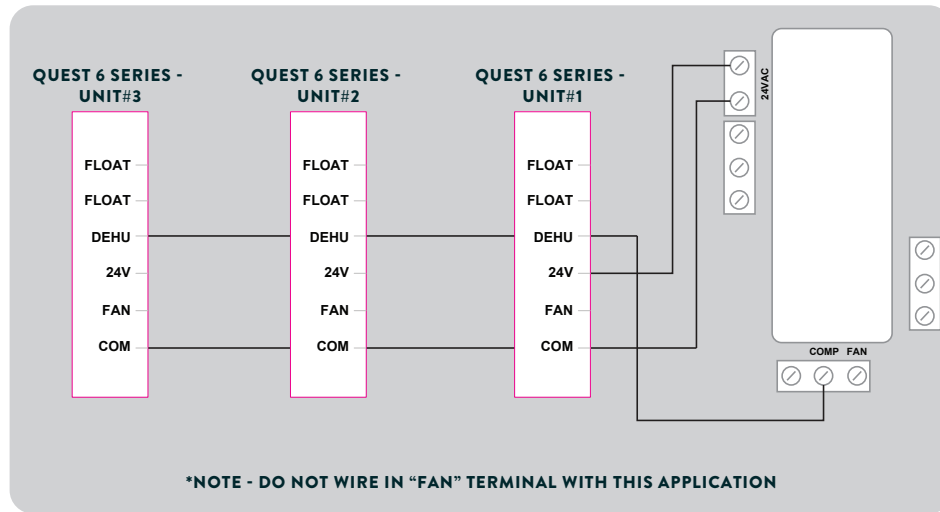 QUEST 6 SERIES -
UNIT#3
QUEST 6 SERIES -
UNIT#2
QUEST 6 SERIES -
UNIT#1
FLOAT
FLOAT
DEHU
24V
FAN
COM
FLOAT
FLOAT
DEHU
24V
FAN
COM
FLOAT
FLOAT
DEHU
24V
FAN
COM
24VAC
COMP FAN
*NOTE - DO NOT WIRE IN “FAN” TERMINAL WITH THIS APPLICATION